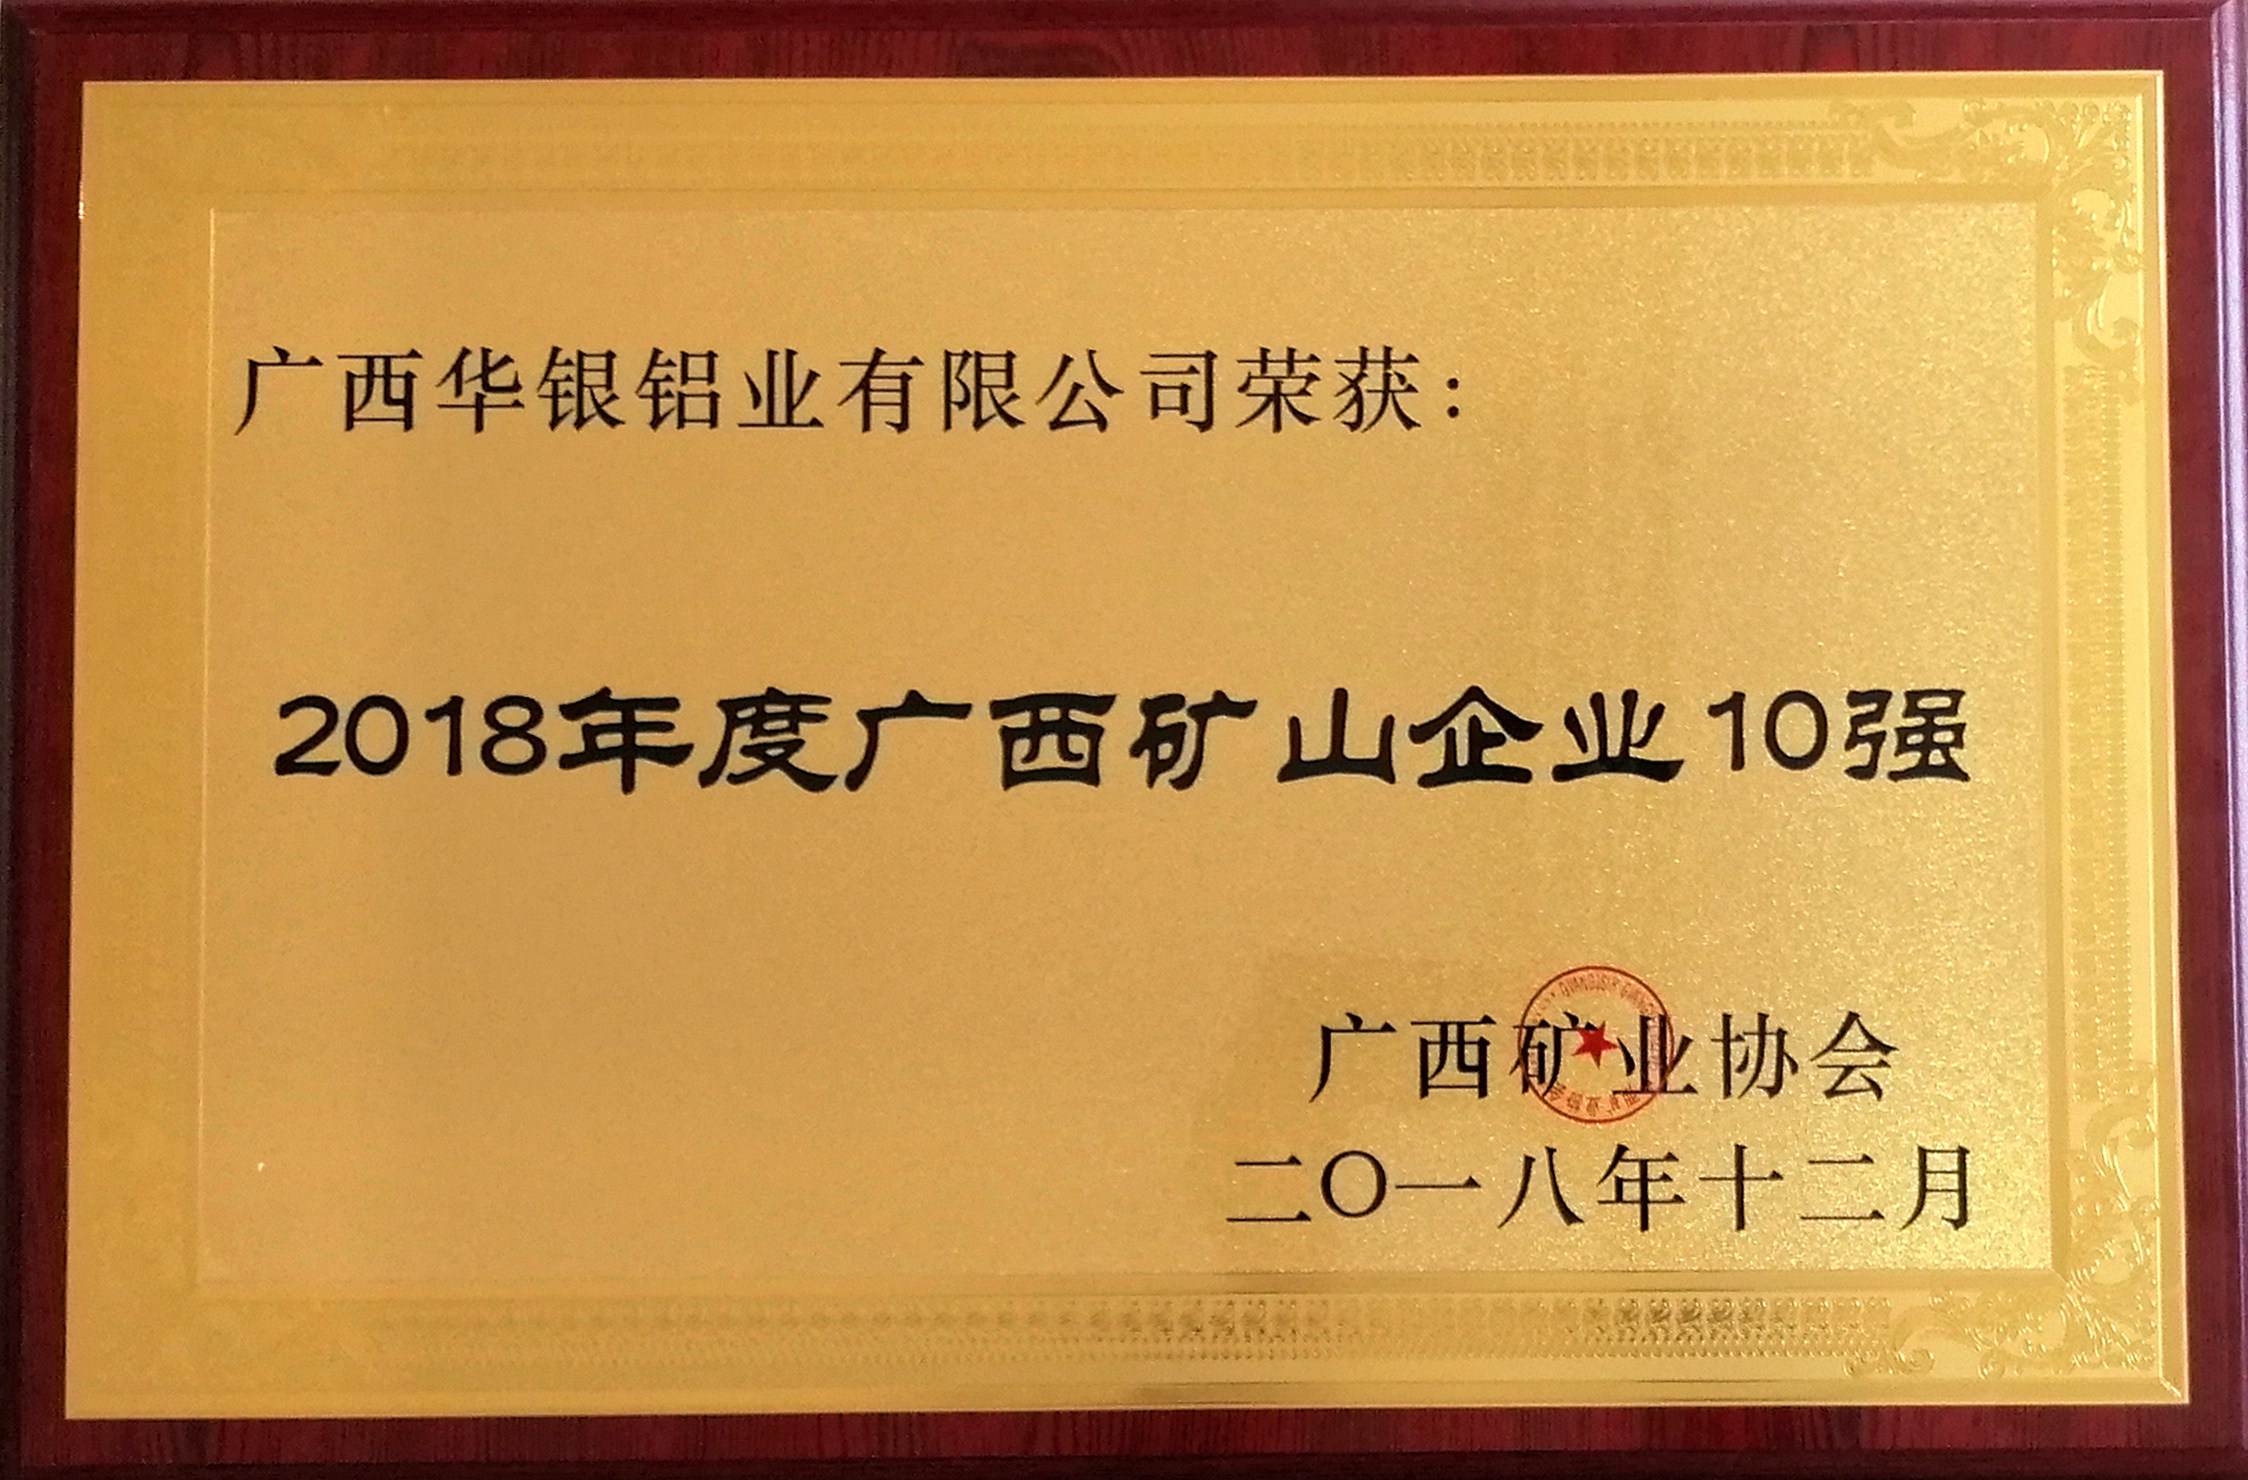 广西华银铝业有限公司荣获：
2018年度广西矿山企业10强
广西矿业协会
二〇一八年十二月